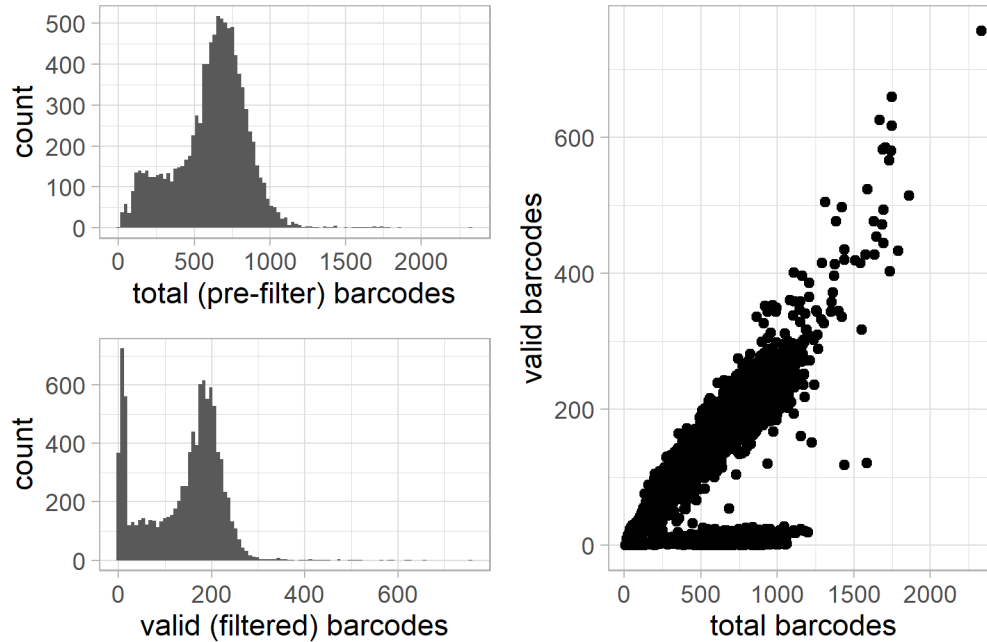 500
400
300
200
100
0
count
0 500 1000 1500 2000
total (pre-filter) barcodes
600
400
200
0
count
0 200 400 600
valid (filtered) barcodes
600
400
200
0
valid barcodes
0 500 1000 1500 2000
total barcodes